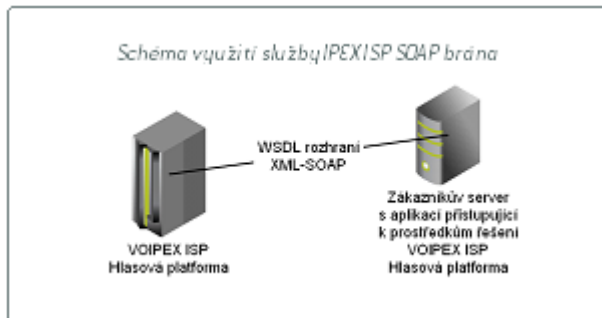 Schéma využití služby IPEX ISP SOAP brána
WSDL rozhraní
XML-SOAP
VOIPEX ISP
Hlasová platforma
Zákazníkův server
s aplikací přistupující
k prostředkům řešení
VOIPEX ISP
Hlasová platforma